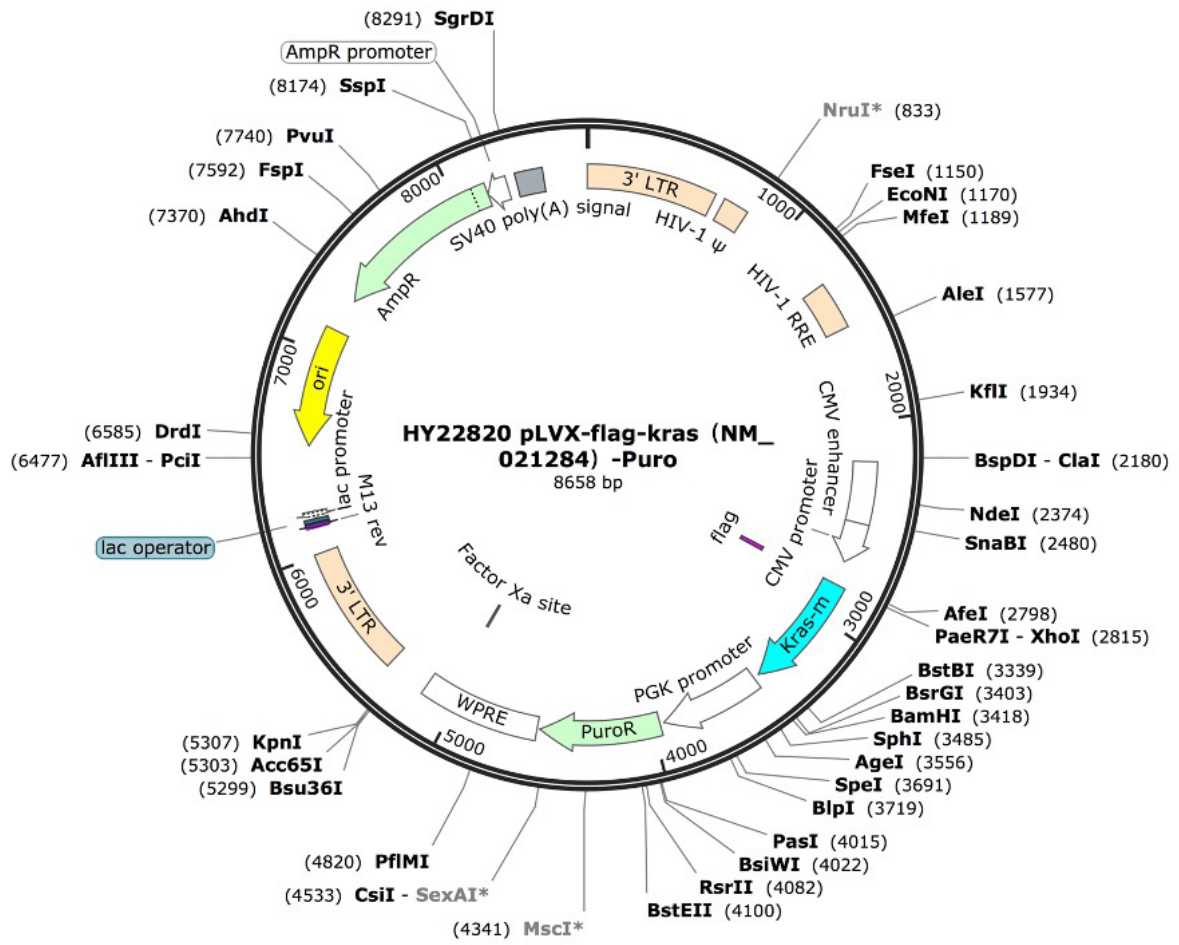 (8291) SgrDI
AmpR promoter
(8174) SspI
(7740) PvuI
(7592) FspI
(7370) AhdI
(6585) DrdI
(6477) AflIII - PciI
lac operator
(5307) KpnI
(5303) Acc65I
(5299) Bsu36I
(4820) PflMI
(4533) CsiI - SexAI*
(4341) MscI*
NruI* (833)
FseI (1150)
EcoNI (1170)
MfeI (1189)
AleI (1577)
KflI (1934)
BspDI - ClaI (2180)
NdeI (2374)
SnaBI (2480)
AfeI (2798)
PaeR7I - XhoI (2815)
BstBI (3339)
BsrGI (3403)
BamHI (3418)
SphI (3485)
AgeI (3556)
SpeI (3691)
BlpI (3719)
PasI (4015)
BsiWI (4022)
RsrII (4082)
BstEII (4100)
1000
2000
3000
4000
5000
6000
7000
8000
3' LTR
HIV-1 ψ
HIV-1 RRE
CMV enhancer
CMV promoter
flag
Kras-m
PGK promoter
PuroR
WPRE
Factor Xa site
3' LTR
M13 rev
lac promoter
ori
AmpR
SV40 poly(A) signal
HY22820 pLVX-flag-kras（NM_
021284）-Puro
8658 bp